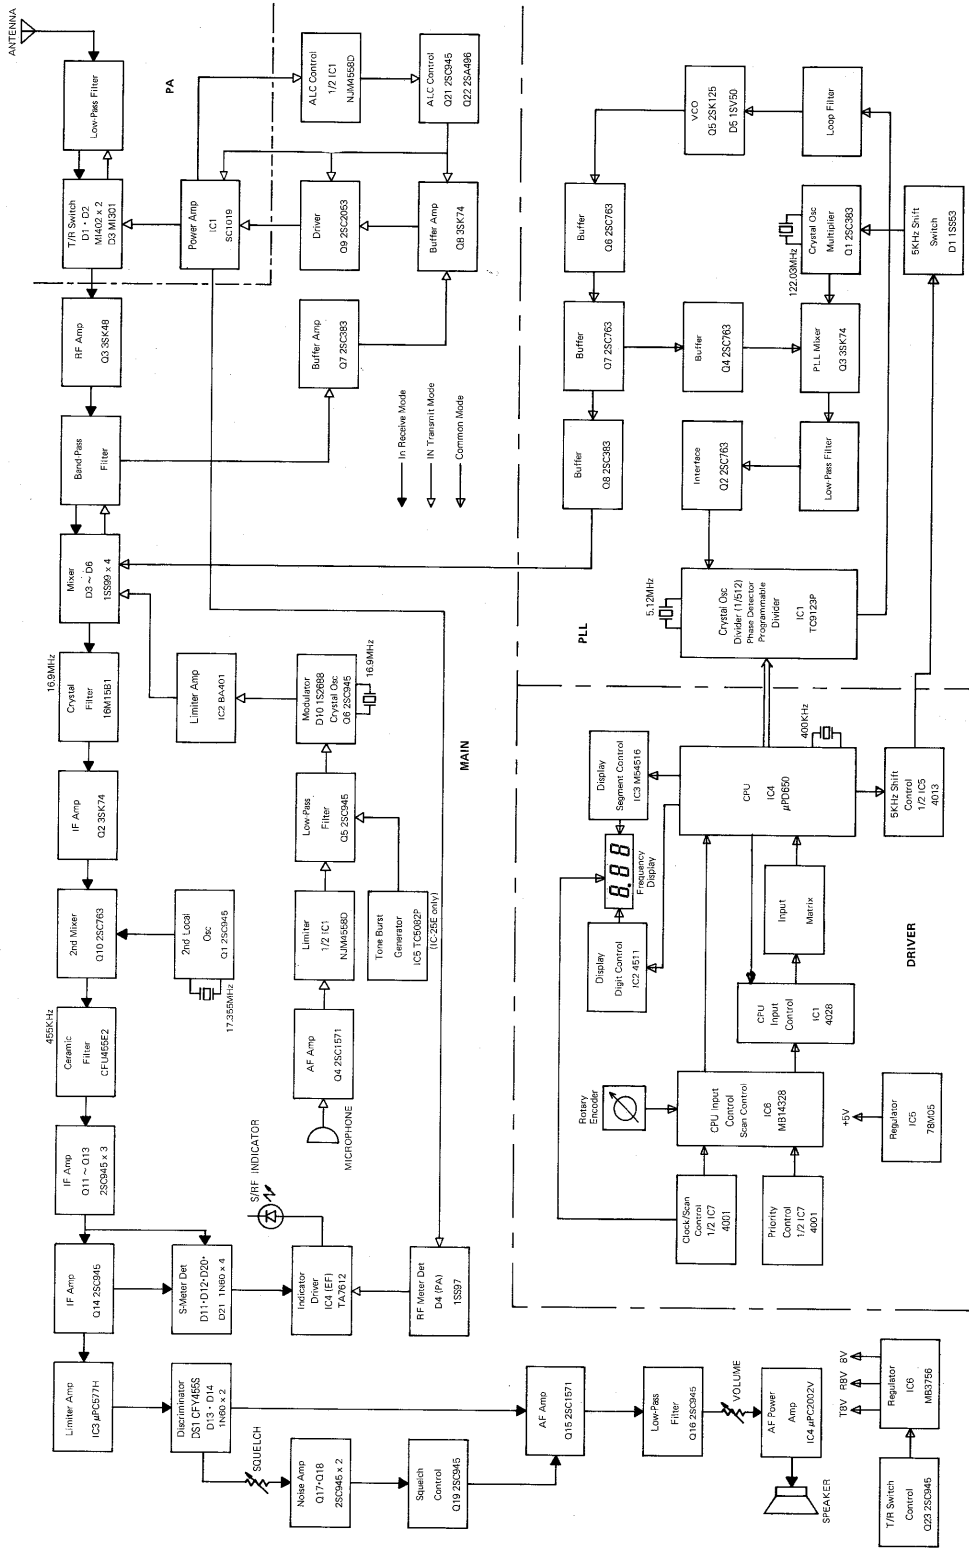 ANTENNA
Low-Pass Filter
T/R Switch
D1・D2
MI402 x 2
D3 MI301
PA
Power Amp
IC1
SC1019
ALC Control
1/2 IC1
NJM4558D
ALC Control
Q21 2SC945
Q22 2SA496
Driver
Q9 2SC2053
Buffer Amp
Q8 3SK74
RF Amp
Q3 3SK48
Buffer Amp
Q7 2SC383
Band-Pass
Filter
In Receive Mode
IN Transmit Mode
Common Mode
Mixer
D3 ~ D6
1SS99 x 4
16.9MHz
Crystal
Filter
16M15B1
Limiter Amp
IC2 BA401
Modulator
D10 1S2688
Crystal Osc
Q6 2SC945
16.9MHz
MAIN
IF Amp
Q2 3SK74
Low-Pass
Filter
Q5 2SC945
2nd Mixer
Q10 2SC763
2nd Local
Osc
Q1 2SC945
17.355MHz
Limiter
1/2 IC1
NJM4558D
Tone Burst
Generator
IC5 TC5082P
(IC-25E only)
455KHz
Ceramic
Filter
CFU455E2
AF Amp
Q4 2SC1571
MICROPHONE
IF Amp
Q11 ~ Q13
2SC945 x 3
S/RF INDICATOR
IF Amp
Q14 2SC945
S-Meter Det
D11・D12・D20・
D21 1N60 x 4
Indicator
Driver
IC4 (EF)
TA7612
RF Meter Det
D4 (PA)
1SS97
Limiter Amp
IC3 μPC577H
Discriminator
DS1 CFY455S
D13・D14
1N60 x 2
SQUELCH
Noise Amp
Q17・Q18
2SC945 x 2
Squelch
Control
Q19 2SC945
AF Amp
Q15 2SC1571
Low-Pass
Filter
Q16 2SC945
VOLUME
AF Power
Amp
IC4 μPC2002V
SPEAKER
T8V R8V 8V
Regulator
IC6
MB3756
T/R Switch
Control
Q23 2SC945
VCO
Q5 2SK125
D5 1SV50
Loop Filter
Buffer
Q6 2SC763
122.03MHz
Crystal Osc
Multiplier
Q1 2SC383
5KHz Shift
Switch
D1 1SS53
Buffer
Q7 2SC763
Buffer
Q4 2SC763
PLL Mixer
Q3 3SK74
Buffer
Q8 2SC383
Interface
Q2 2SC763
Low-Pass Filter
PLL
5.12MHz
Crystal Osc
Divider (1/512)
Phase Detector
Programmable
Divider
IC1
TC9123P
400KHz
Display
Segment Control
IC3 M54516
CPU
IC4
μPD650
5KHz Shift
Control
1/2 IC5
4013
8.88
Frequency
Display
Display
Digit Control
IC2 4511
Input
Matrix
DRIVER
CPU
Input
Control
IC1
4028
Rotary
Encoder
CPU Input
Control
Scan Control
IC6
MB14328
+5V
Regulator
IC5
78M05
Clock/Scan
Control
1/2 IC7
4001
Priority
Control
1/2 IC7
4001